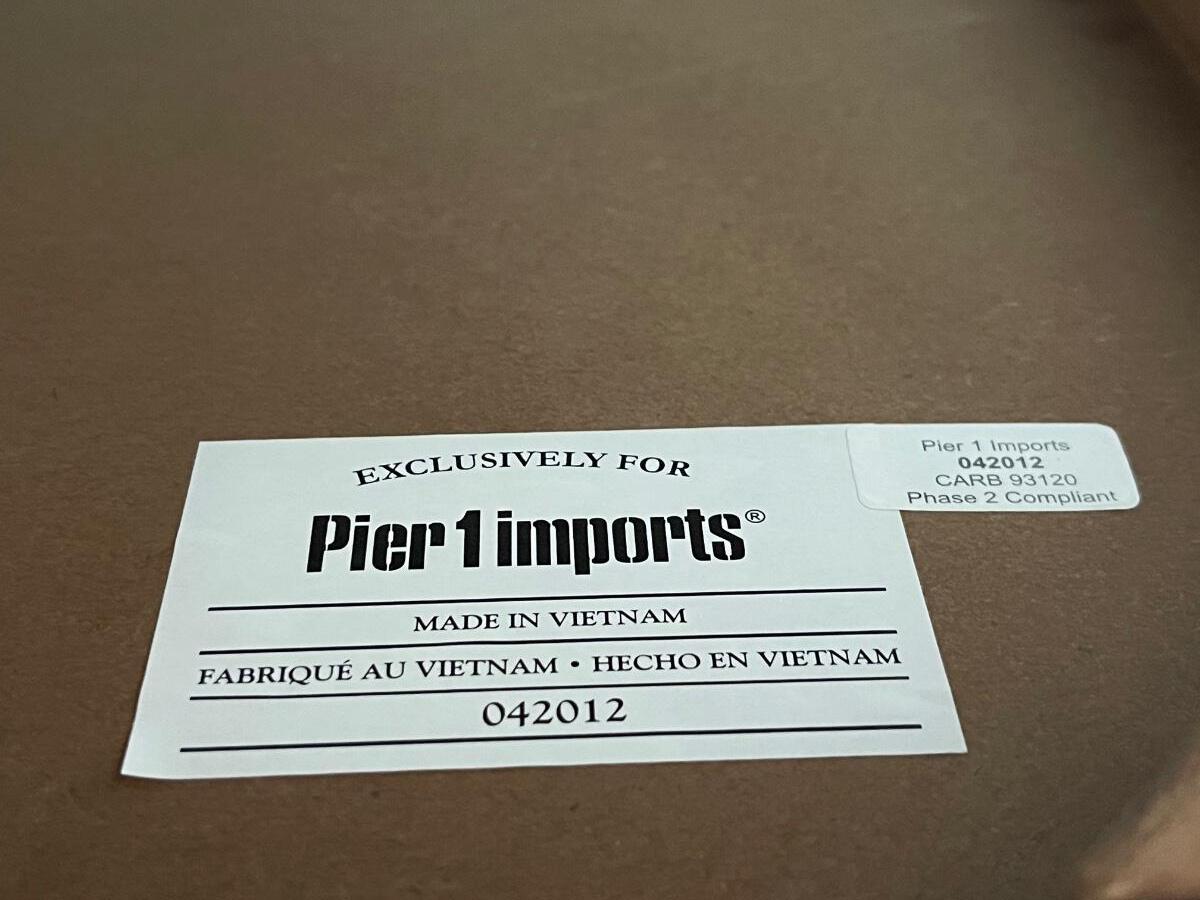 EXCLUSIVELY FOR
Pier 1 imports®
MADE IN VIETNAM
FABRIQUÉ AU VIETNAM • HECHO EN VIETNAM
042012
Pier 1 Imports
042012
CARB 93120
Phase 2 Compliant